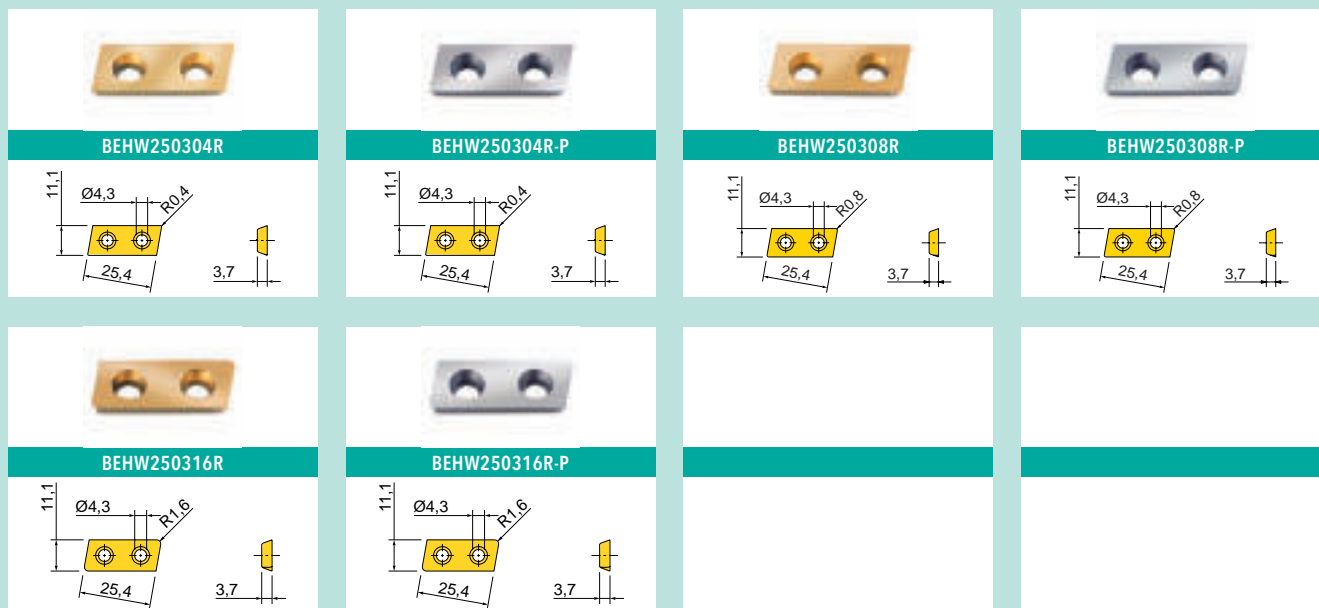 BEHW250304R
11,1
Ø4,3
R0,4
25,4
3,7
BEHW250304R-P
11,1
Ø4,3
R0,4
25,4
3,7
BEHW250308R
11,1
Ø4,3
R0,8
25,4
3,7
BEHW250308R-P
11,1
Ø4,3
R0,8
25,4
3,7
BEHW250316R
11,1
Ø4,3
R1,6
25,4
3,7
BEHW250316R-P
11,1
Ø4,3
R1,6
25,4
3,7